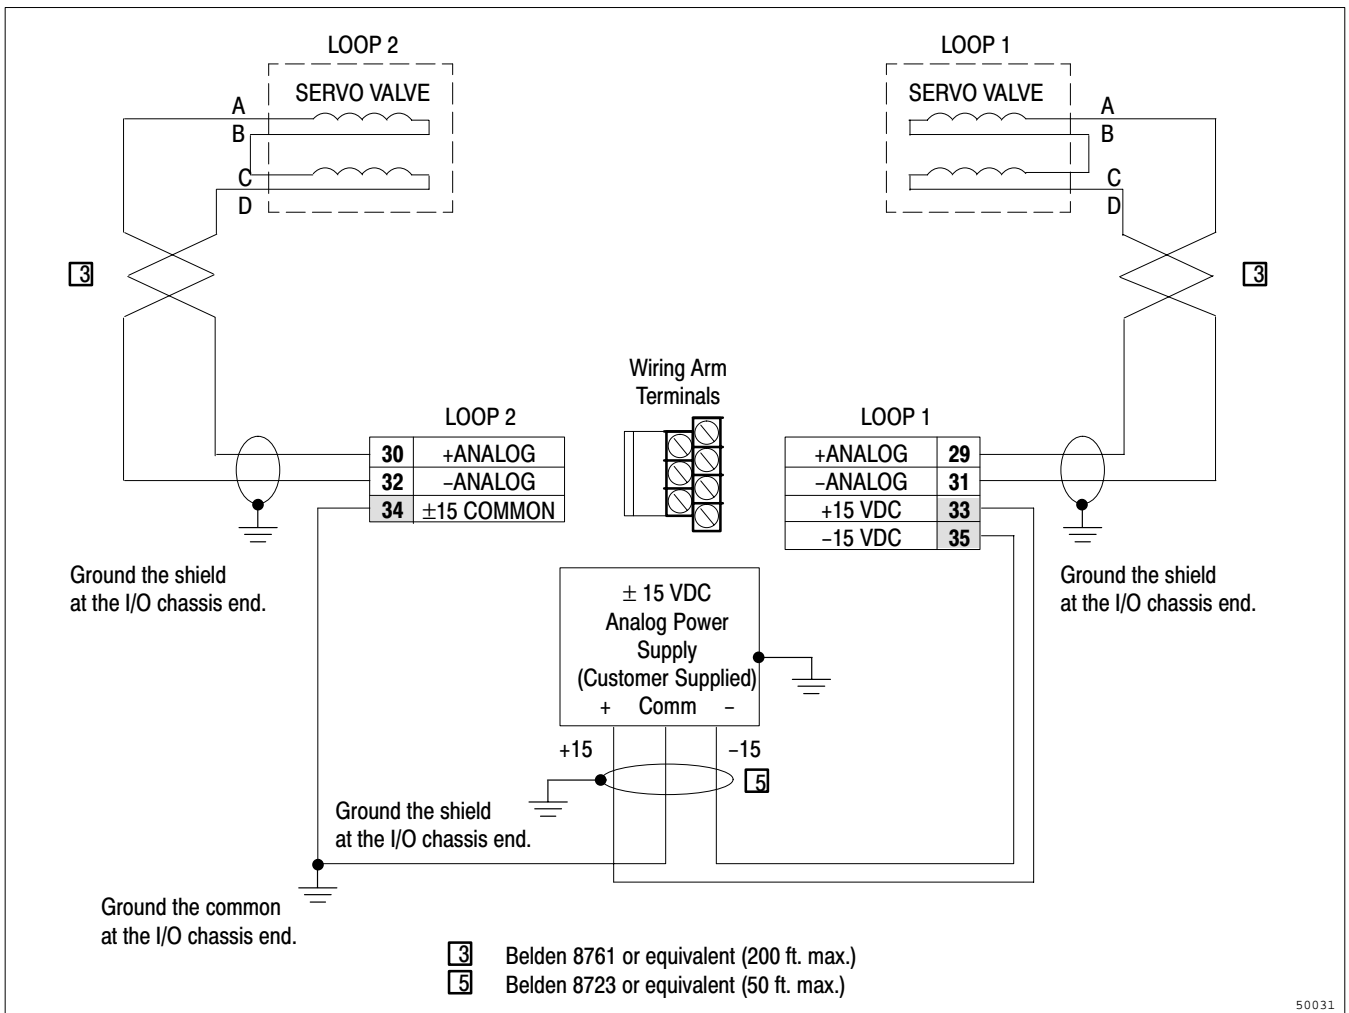 LOOP 2
LOOP 1
SERVO VALVE
SERVO VALVE
A
B
C
D
A
B
C
D
3
3
Wiring Arm
Terminals
LOOP 2
30 +ANALOG
32 –ANALOG
34 ±15 COMMON
LOOP 1
+ANALOG 29
–ANALOG 31
+15 VDC 33
–15 VDC 35
Ground the shield
at the I/O chassis end.
Ground the shield
at the I/O chassis end.
± 15 VDC
Analog Power
Supply
(Customer Supplied)
+ Comm –
+15
–15
5
Ground the shield
at the I/O chassis end.
Ground the common
at the I/O chassis end.
3 Belden 8761 or equivalent (200 ft. max.)
5 Belden 8723 or equivalent (50 ft. max.)
50031